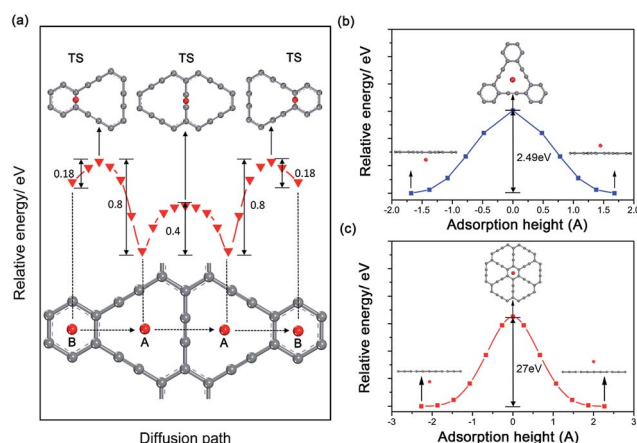 (a)
TS TS TS
0.18 0.8 0.4 0.8 0.18
Relative energy/ eV
B A A B
Diffusion path
(b)
Relative energy/ eV
2.49eV
-2.0 -1.5 -1.0 -0.5 0.0 0.5 1.0 1.5 2.0
Adsorption height (A)
(c)
Relative energy/ eV
27eV
-3 -2 -1 0 1 2 3
Adsorption height (A)